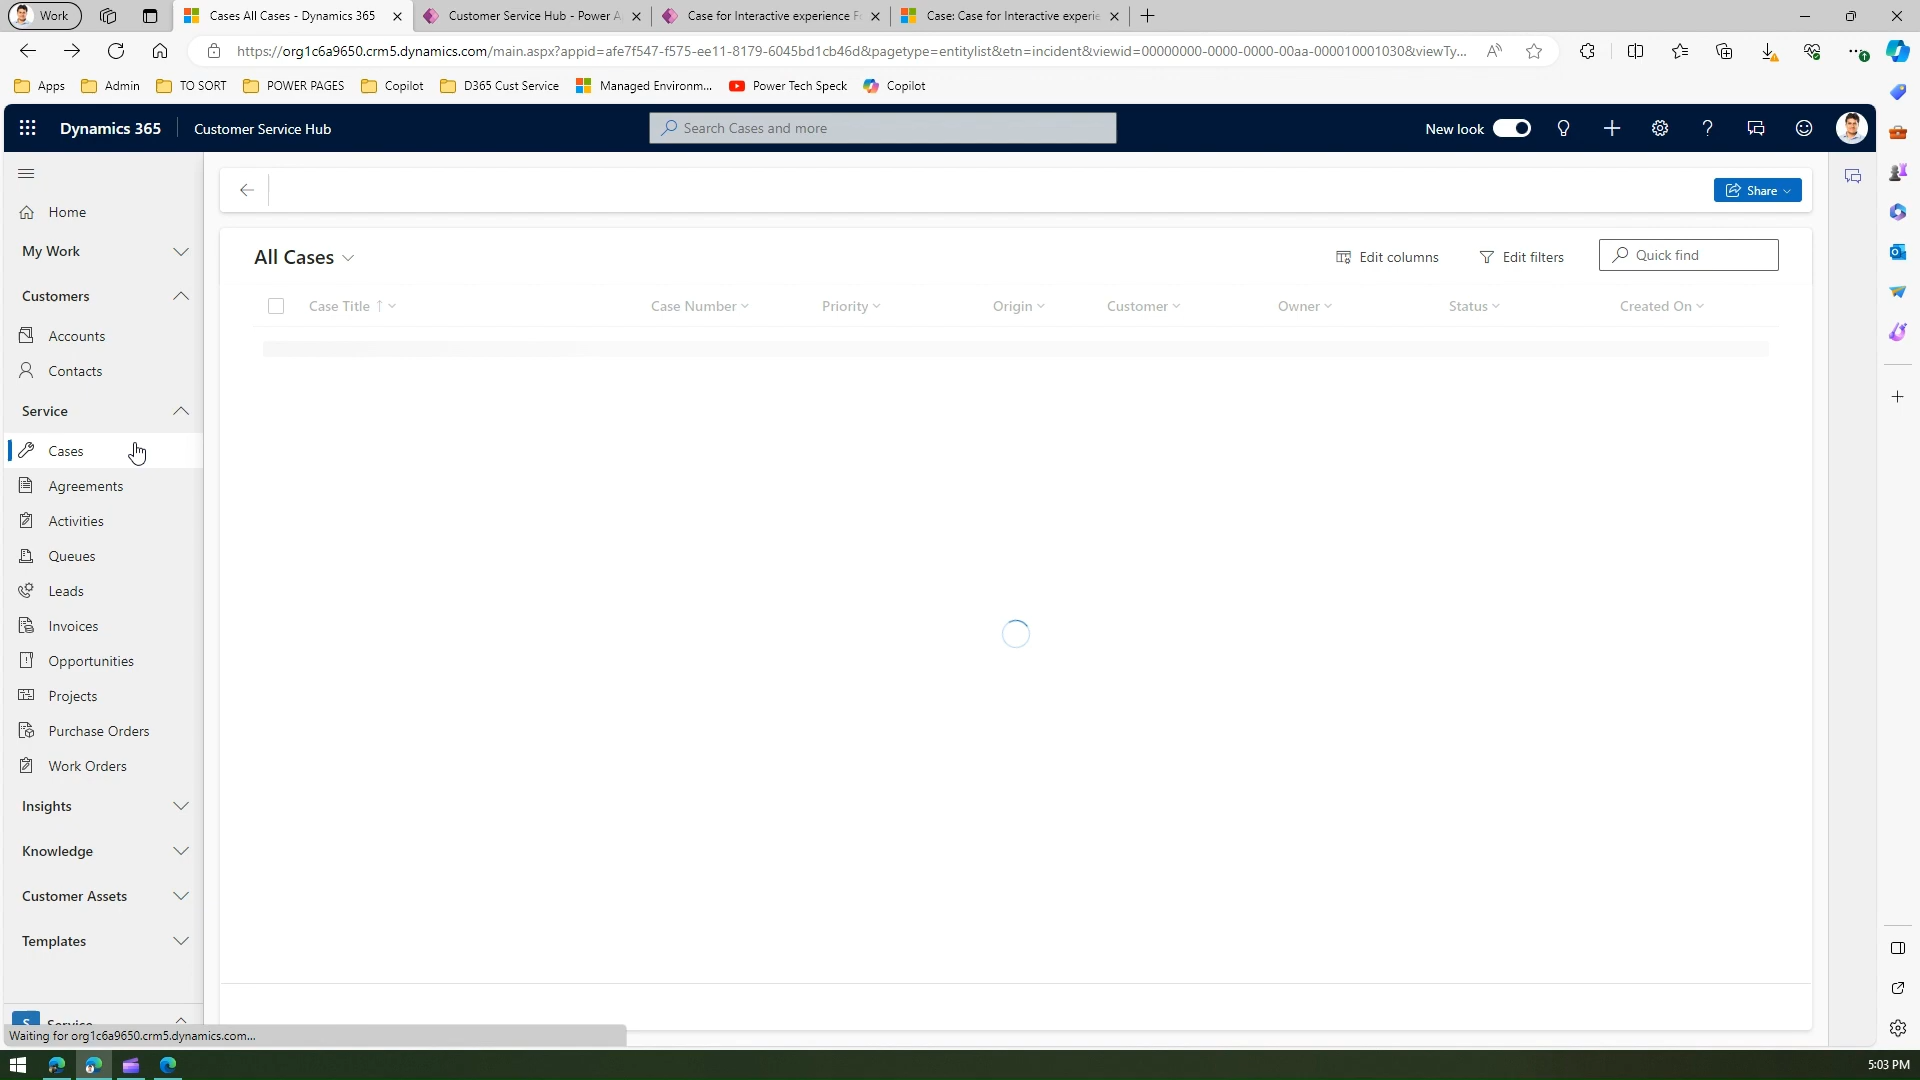 Work
Cases All Cases - Dynamics 365
Customer Service Hub - Power A
Case for Interactive experience F
Case: Case for Interactive experie
https://org1c6a9650.crm5.dynamics.com/main.aspx?appid=afe7f547-f575-ee11-8179-6045bd1cb46d&pagetype=entitylist&etn=incident&viewid=00000000-0000-0000-00aa-000010001030&viewTy...
Apps
Admin
TO SORT
POWER PAGES
Copilot
D365 Cust Service
Managed Environm...
Power Tech Speck
Copilot
Dynamics 365
Customer Service Hub
Search Cases and more
New look
Share
Home
My Work
Customers
Accounts
Contacts
Service
Cases
Agreements
Activities
Queues
Leads
Invoices
Opportunities
Projects
Purchase Orders
Work Orders
Insights
Knowledge
Customer Assets
Templates
S Service
All Cases
Edit columns
Edit filters
Quick find
Case Title
Case Number
Priority
Origin
Customer
Owner
Status
Created On
Waiting for org1c6a9650.crm5.dynamics.com...
5:03 PM